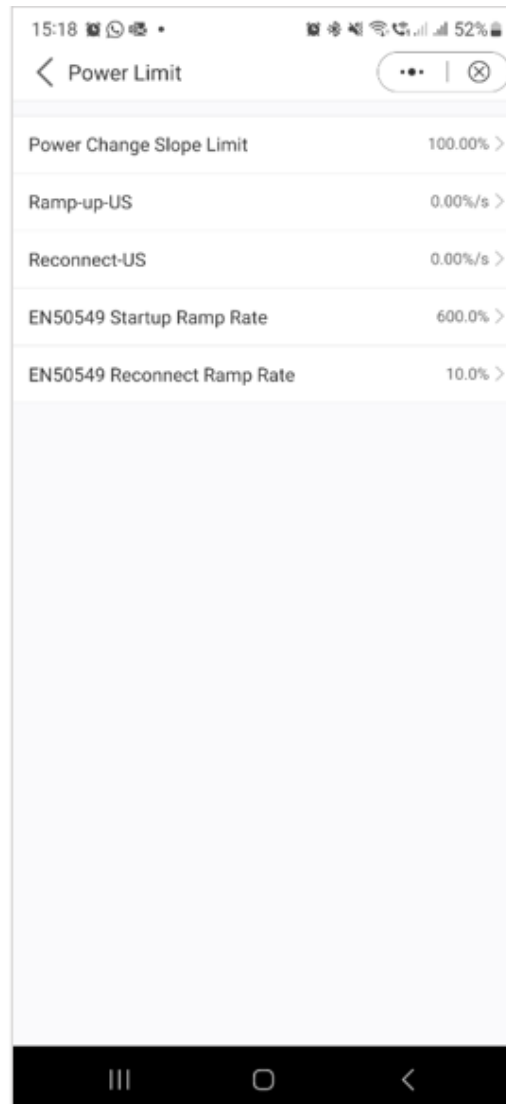 15:18 52%
Power Limit
Power Change Slope Limit 100.00%
Ramp-up-US 0.00%/s
Reconnect-US 0.00%/s
EN50549 Startup Ramp Rate 600.0%
EN50549 Reconnect Ramp Rate 10.0%